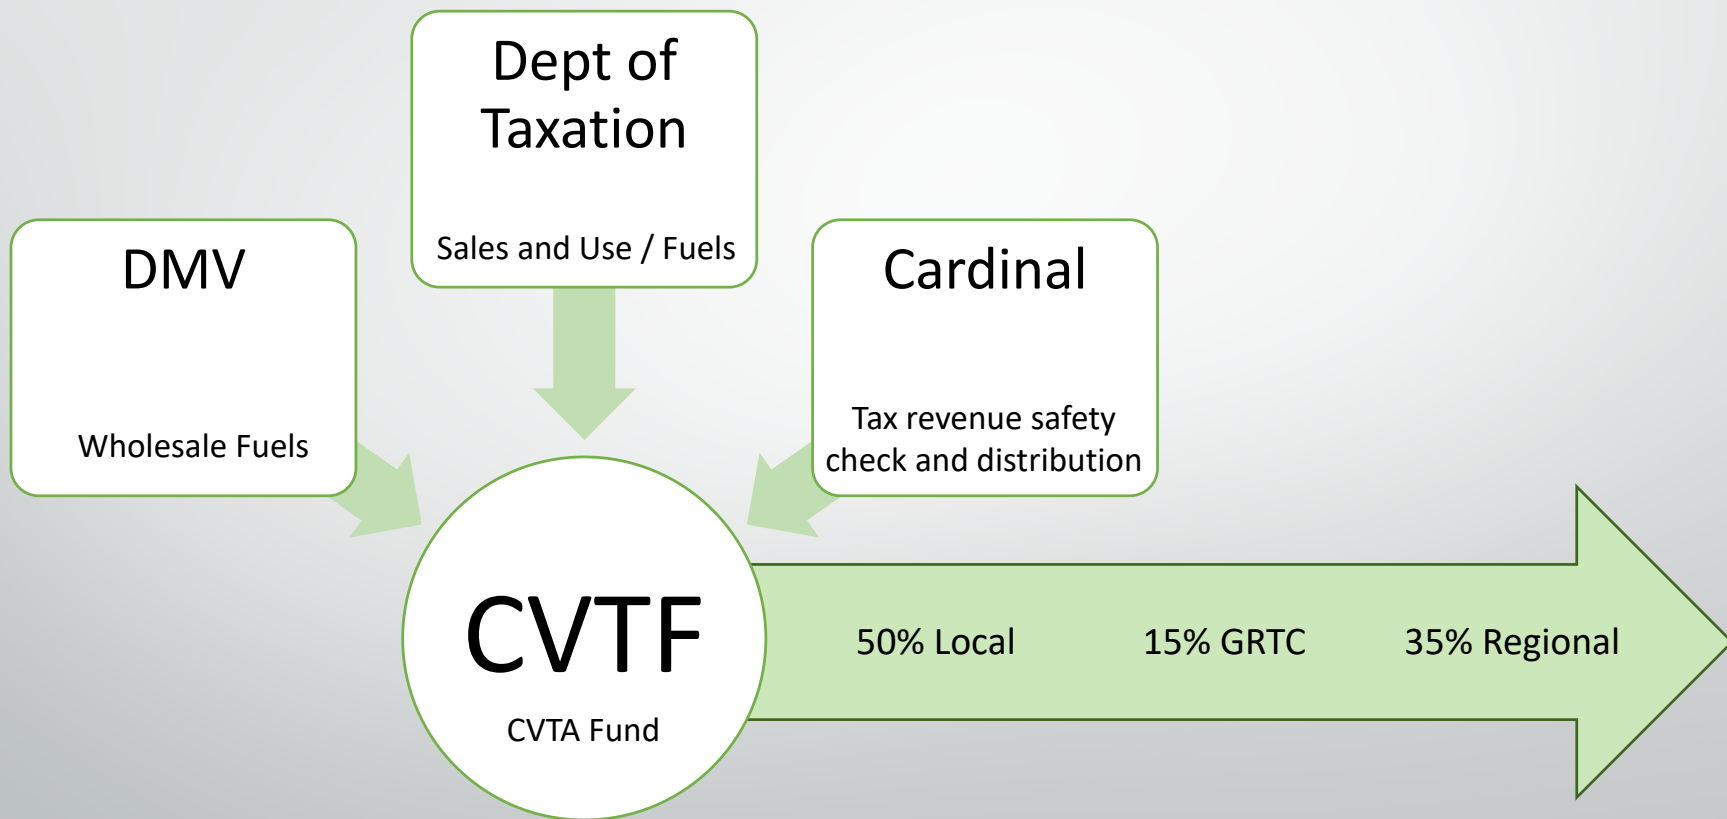 Dept of
Taxation
Sales and Use / Fuels
DMV
Wholesale Fuels
Cardinal
Tax revenue safety
check and distribution
CVTF
CVTA Fund
50% Local
15% GRTC
35% Regional